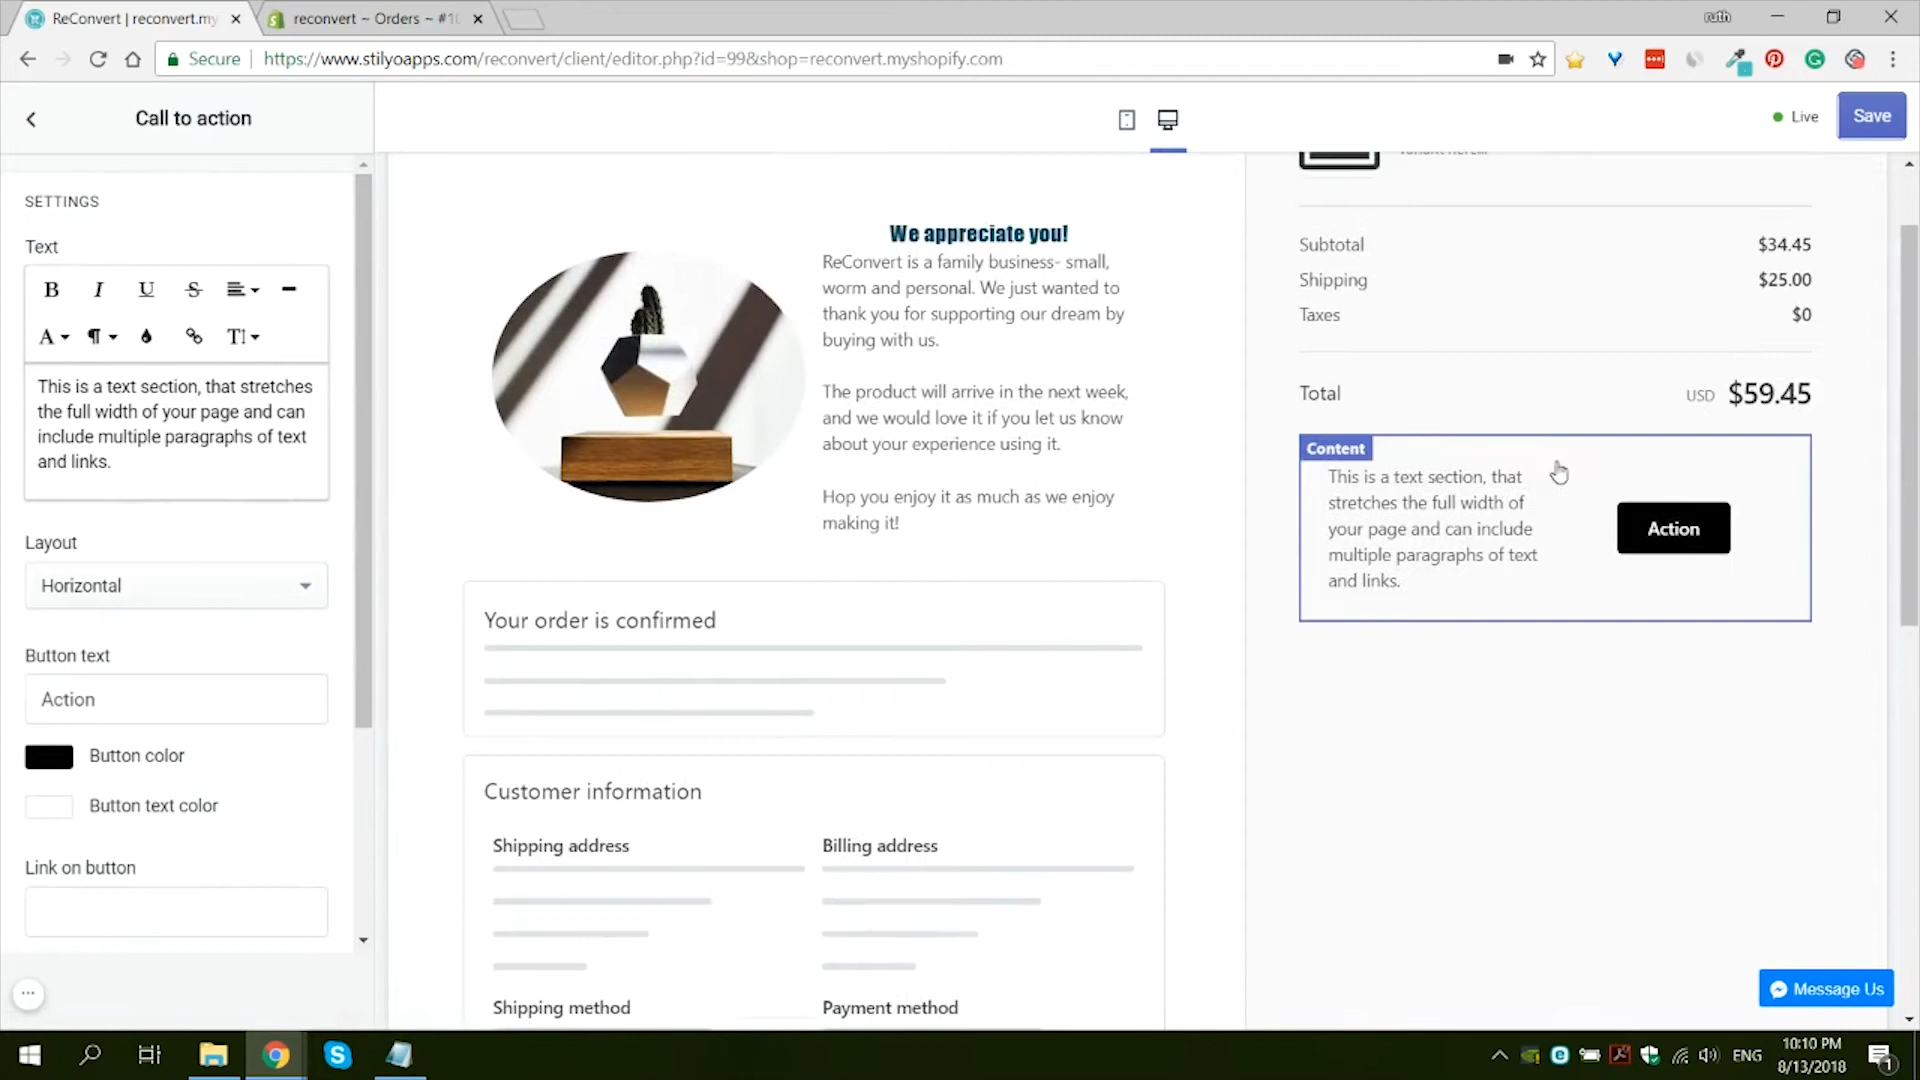 ReConvert | reconvert.my
reconvert ~ Orders ~ #10
ruth
Secure
https://www.stilyoapps.com/reconvert/client/editor.php?id=99&shop=reconvert.myshopify.com
Call to action
Live
Save
SETTINGS
Text
B I U S
A ¶ T
This is a text section, that stretches
the full width of your page and can
include multiple paragraphs of text
and links.
Layout
Horizontal
Button text
Action
Button color
Button text color
Link on button
We appreciate you!
ReConvert is a family business- small,
worm and personal. We just wanted to
thank you for supporting our dream by
buying with us.
The product will arrive in the next week,
and we would love it if you let us know
about your experience using it.
Hop you enjoy it as much as we enjoy
making it!
Your order is confirmed
Customer information
Shipping address
Billing address
Shipping method
Payment method
Subtotal $34.45
Shipping $25.00
Taxes $0
Total USD $59.45
Content
This is a text section, that
stretches the full width of
your page and can include
multiple paragraphs of text
and links.
Action
Message Us
ENG
10:10 PM
8/13/2018
1